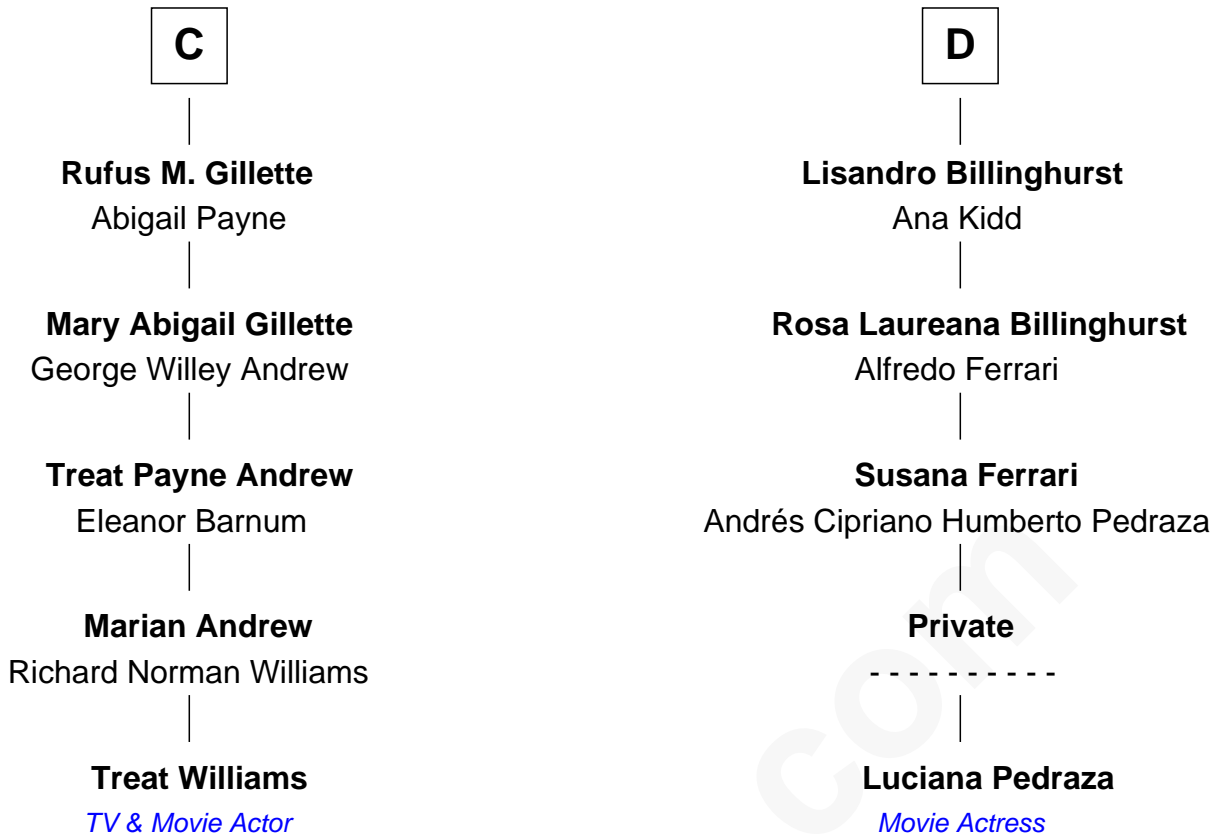 C
Rufus M. Gillette
Abigail Payne
Mary Abigail Gillette
George Willey Andrew
Treat Payne Andrew
Eleanor Barnum
Marian Andrew
Richard Norman Williams
Treat Williams
TV & Movie Actor
D
Lisandro Billinghurst
Ana Kidd
Rosa Laureana Billinghurst
Alfredo Ferrari
Susana Ferrari
Andrés Cipriano Humberto Pedraza
Private
- - - - - - - - - -
Luciana Pedraza
Movie Actress
com